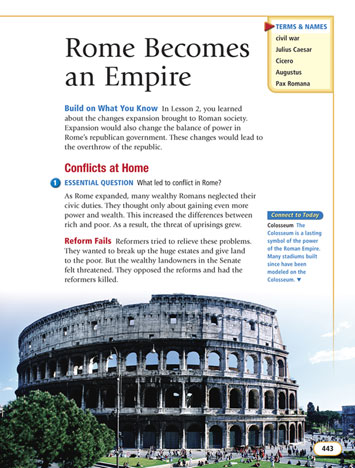 TERMS & NAMES
civil war
Julius Caesar
Cicero
Augustus
Pax Romana
Rome Becomes
an Empire
Build on What You Know In Lesson 2, you learned
about the changes expansion brought to Roman society.
Expansion would also change the balance of power in
Rome's republican government. These changes would lead to
the overthrow of the republic.
Conflicts at Home
1 ESSENTIAL QUESTION What led to conflict in Rome?
As Rome expanded, many wealthy Romans neglected their
civic duties. They thought only about gaining even more
power and wealth. This increased the differences between
rich and poor. As a result, the threat of uprisings grew.
Reform Fails Reformers tried to relieve these problems.
They wanted to break up the huge estates and give land
to the poor. But the wealthy landowners in the Senate
felt threatened. They opposed the reforms and had the
reformers killed.
Connect to Today
Colosseum The
Colosseum is a lasting
symbol of the power
of the Roman Empire.
Many stadiums built
since have been
modeled on the
Colosseum. ▼
443